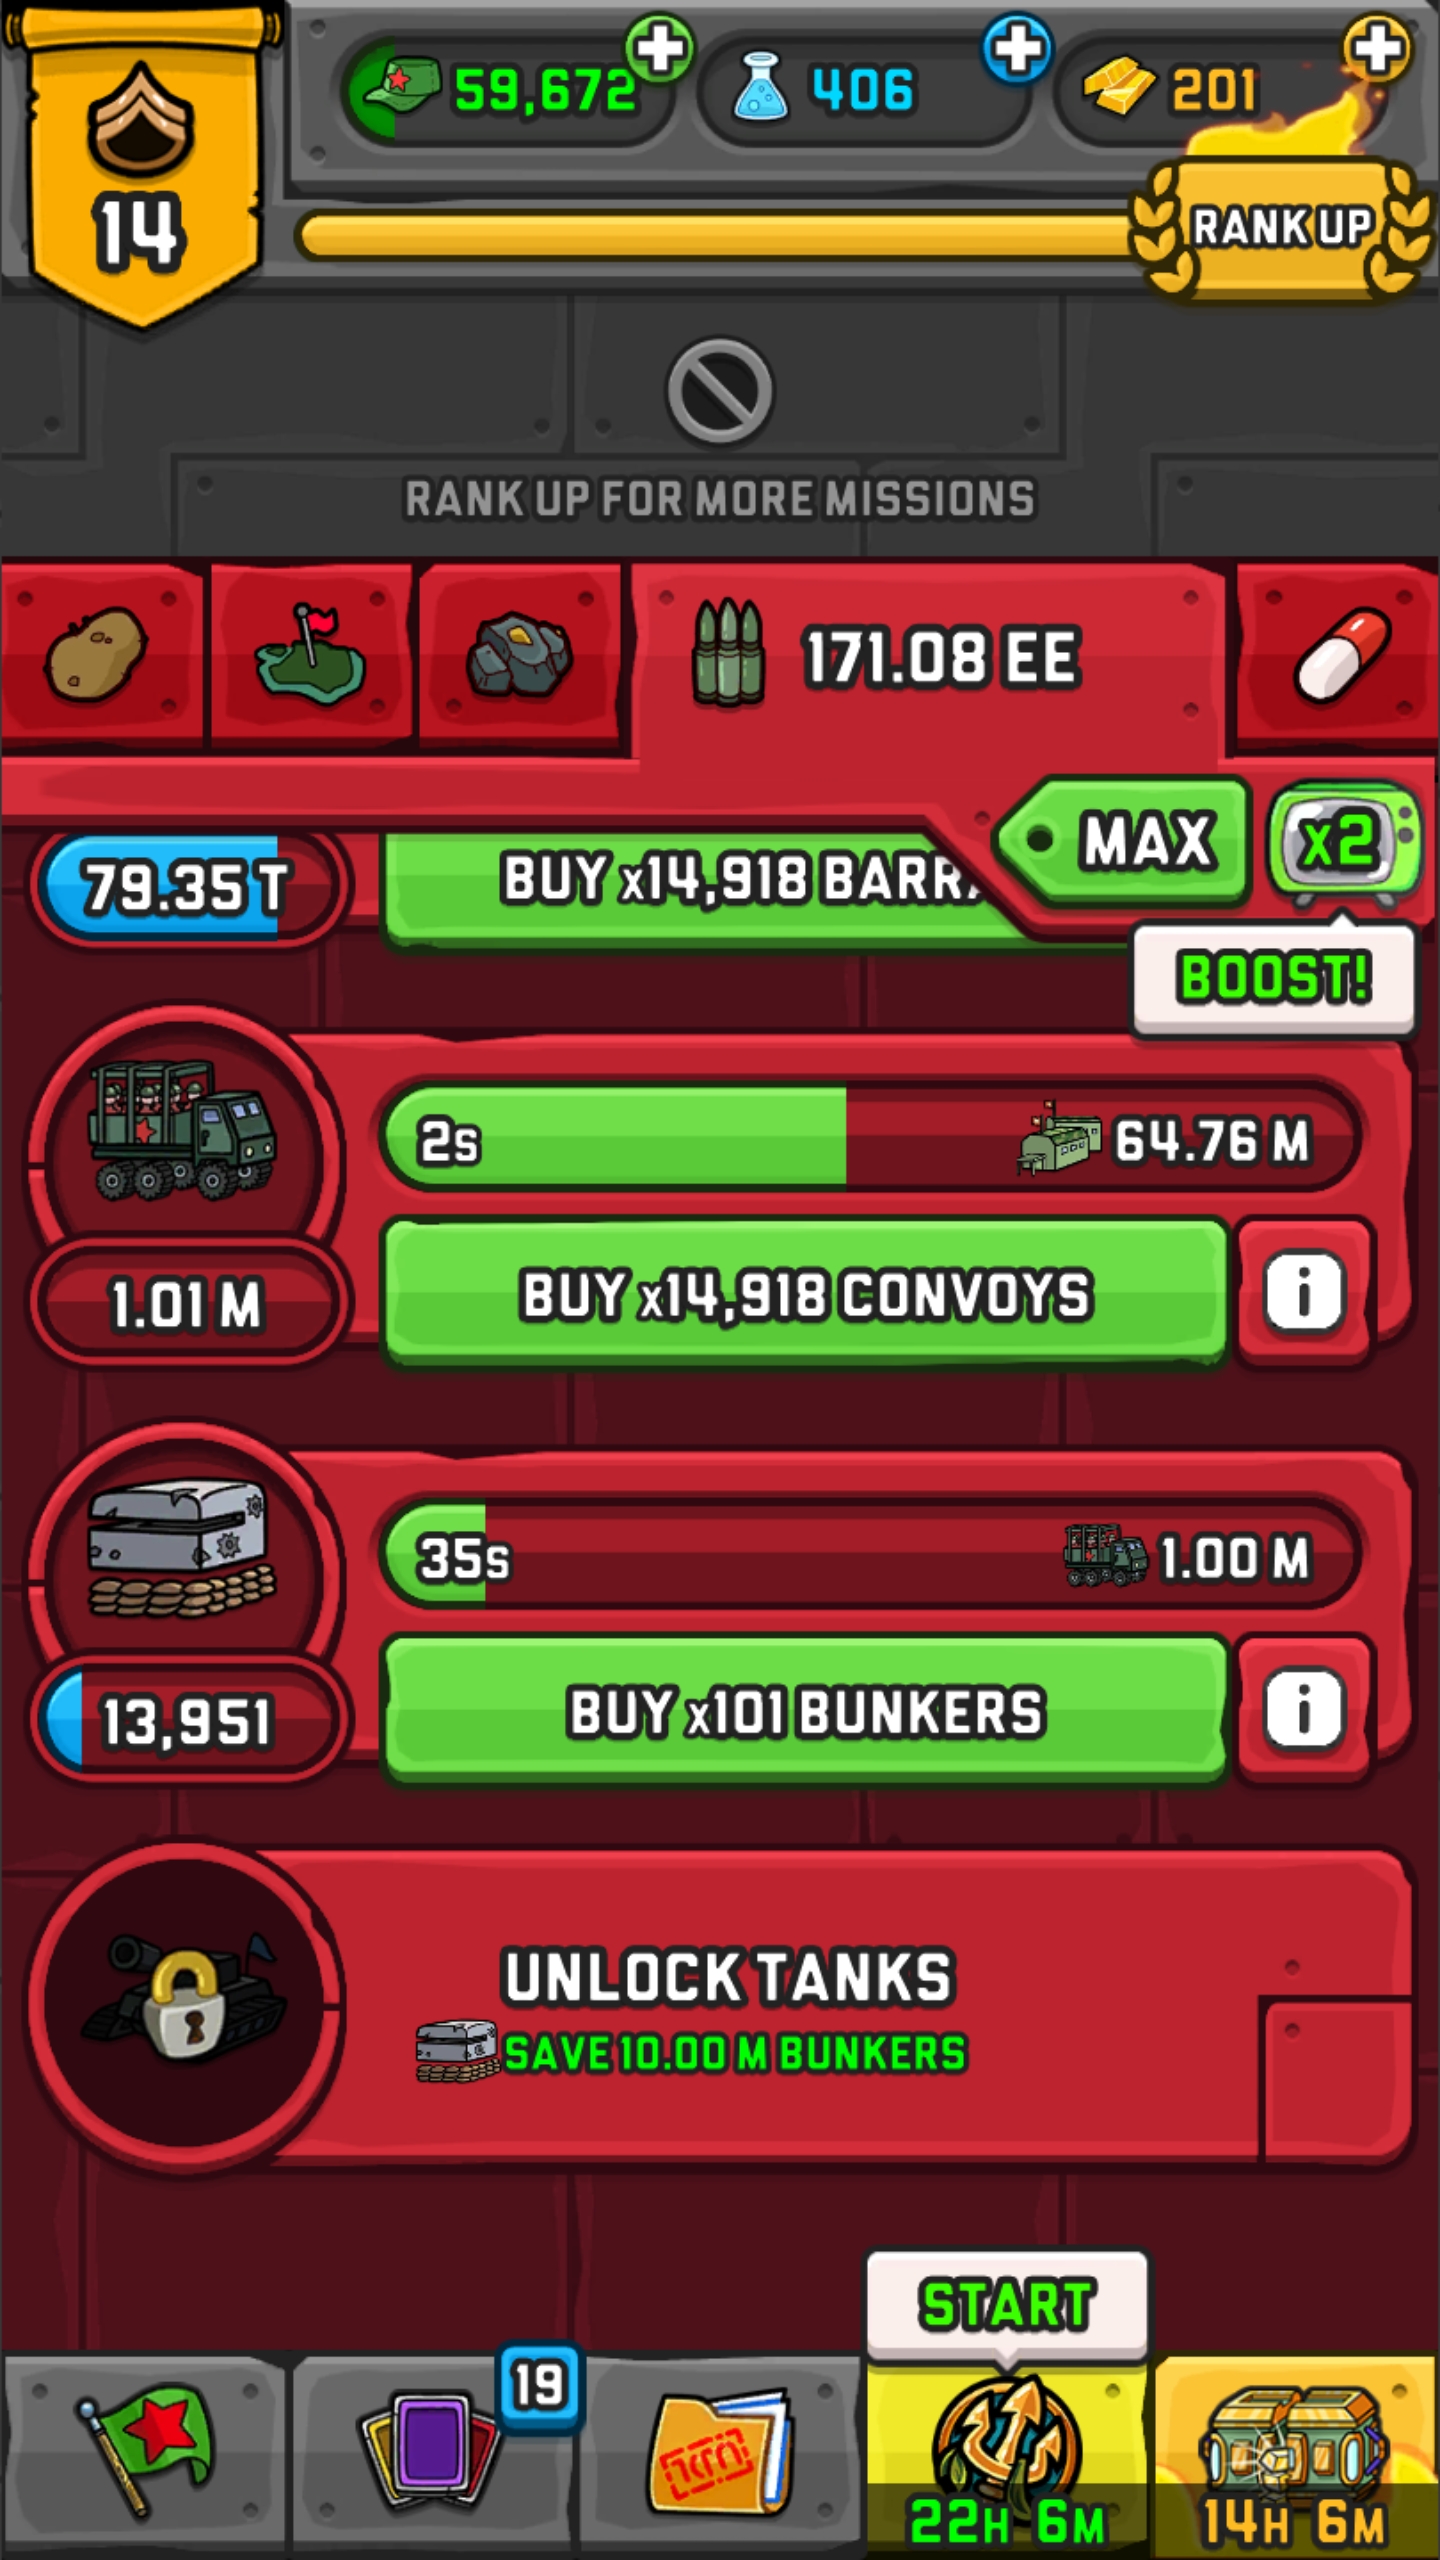 59,672
406
201
14
RANK UP
RANK UP FOR MORE MISSIONS
171.08 EE
MAX
x2
79.35 T
BUY x14,918
BOOST!
2s
64.76 M
1.01 M
BUY x14,918 CONVOYS
i
35s
1.00 M
13,951
BUY x101 BUNKERS
i
UNLOCK TANKS
SAVE 10.00 M BUNKERS
START
19
22H 6M
14H 6M